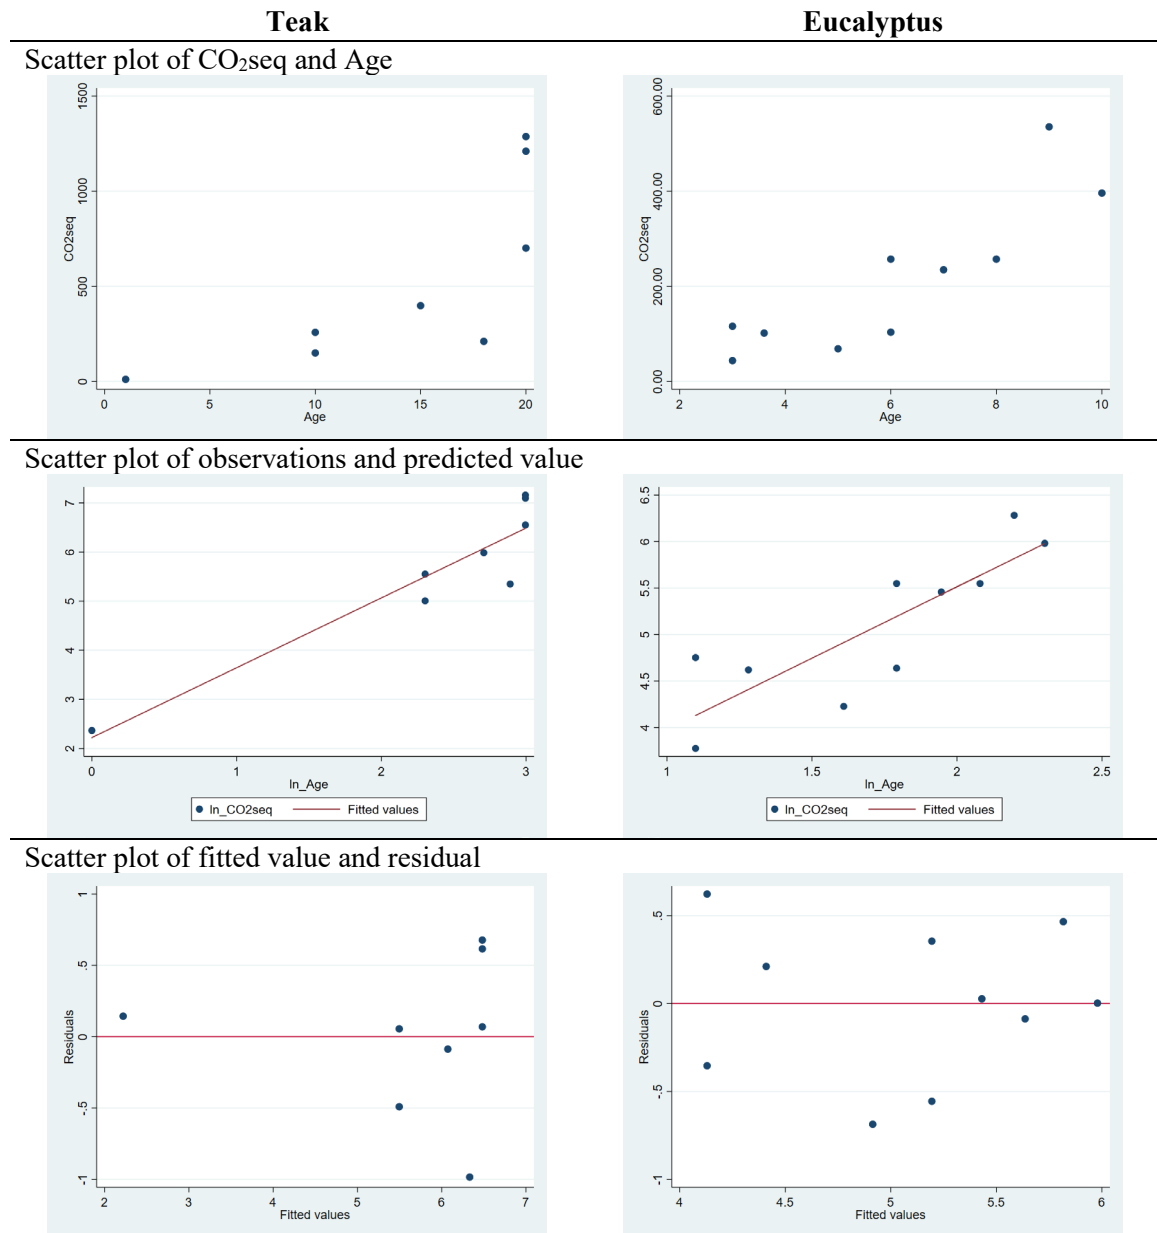 Teak Eucalyptus
Scatter plot of CO₂seq and Age
CO2seq
1500
1000
500
0
0 5 10 15 20
Age
CO2seq
600.00
400.00
200.00
0.00
2 4 6 8 10
Age
Scatter plot of observations and predicted value
7
6
5
4
3
2
0 1 2 3
ln_Age
ln_CO2seq Fitted values
6.5
6
5.5
5
4.5
4
1 1.5 2 2.5
ln_Age
ln_CO2seq Fitted values
Scatter plot of fitted value and residual
Residuals
1
.5
0
-.5
-1
2 3 4 5 6 7
Fitted values
Residuals
.5
0
-.5
-1
4 4.5 5 5.5 6
Fitted values